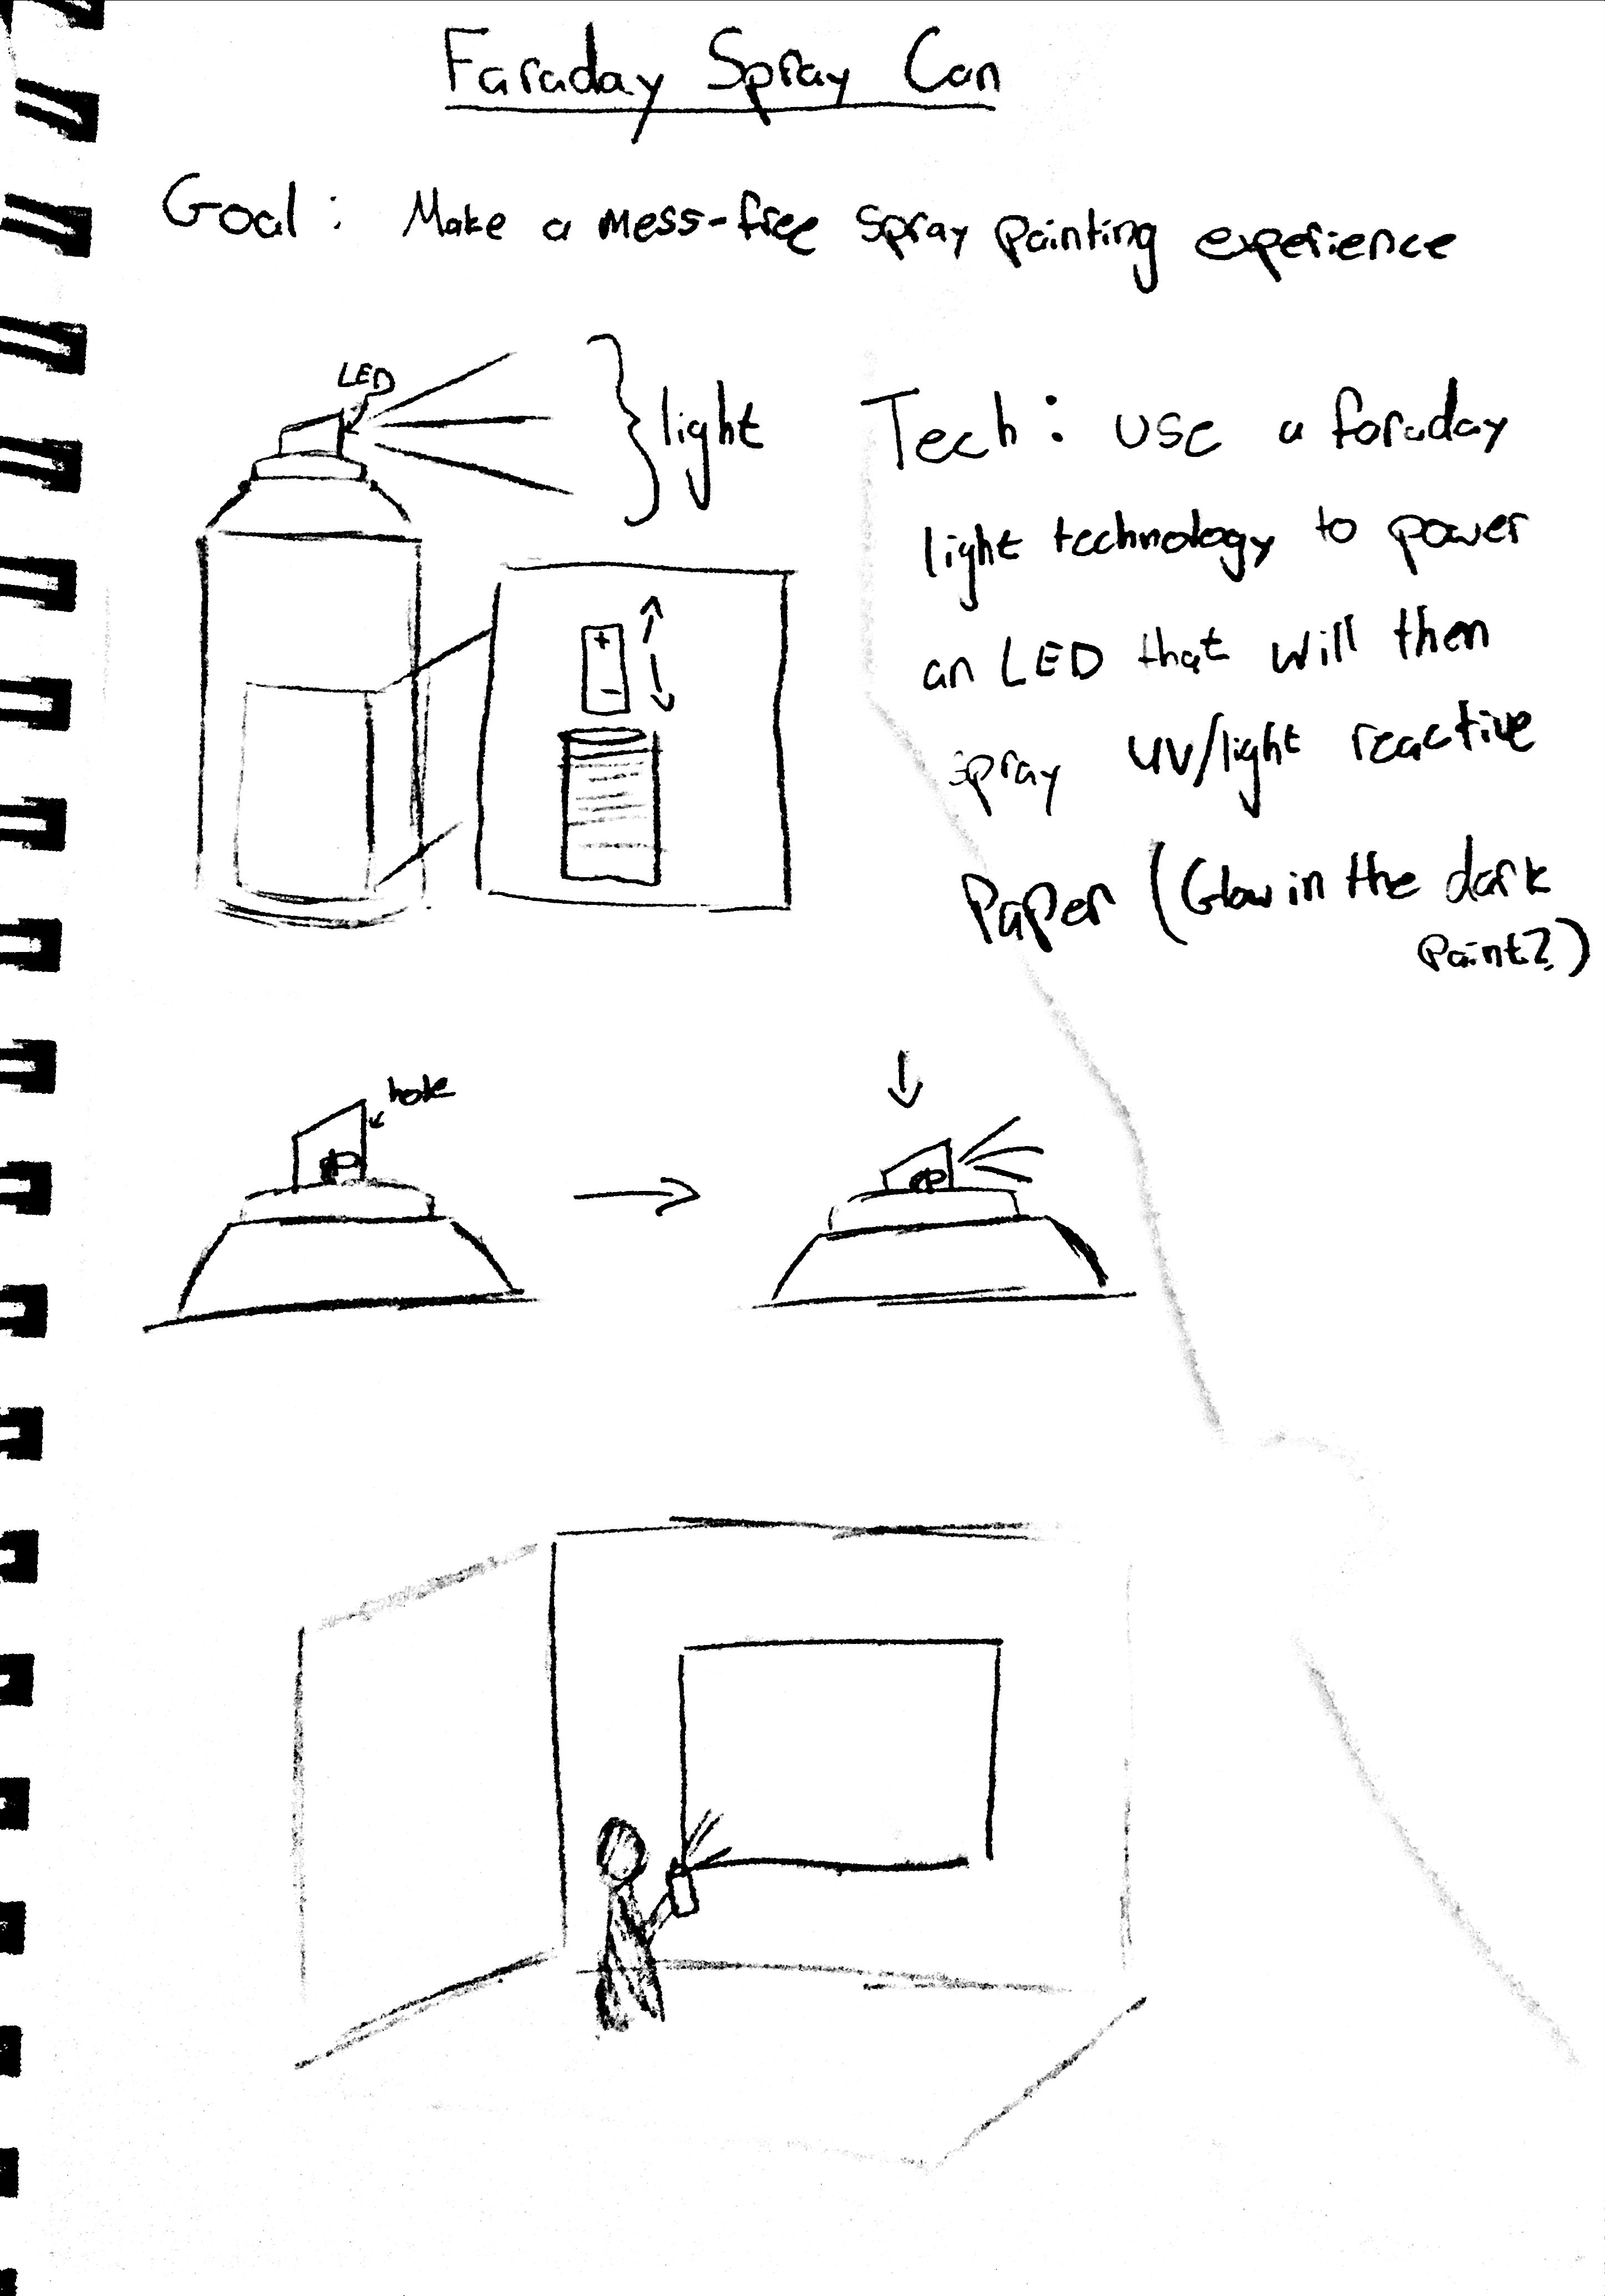 Faraday Spray Can
Goal: Make a mess-free spray painting experience
LED
light
Tech: use a faraday
light technology to power
an LED that will then
spray UV/light reactive
Paper (Glow in the dark
paint?)
+
-
hole